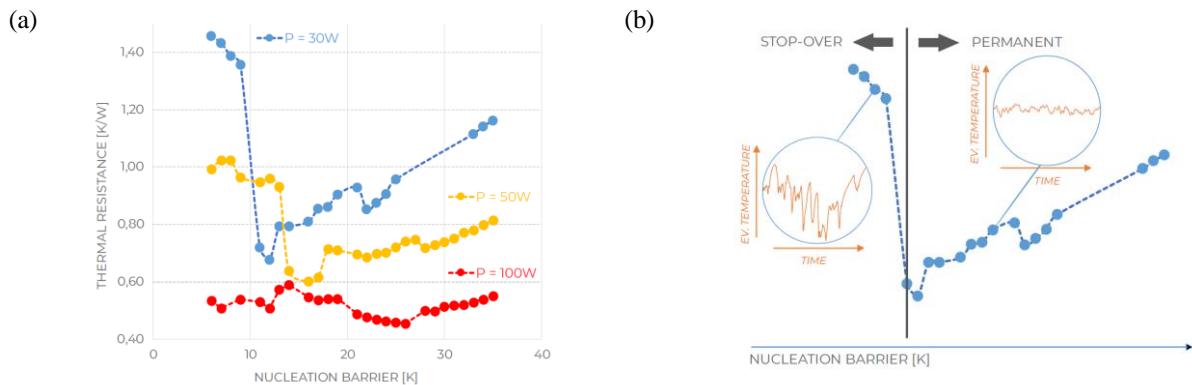 (a)
THERMAL RESISTANCE [K/W]
1,40
1,20
1,00
0,80
0,60
0,40
0
10
20
30
40
NUCLEATION BARRIER [K]
P = 30W
P = 50W
P = 100W
(b)
STOP-OVER
PERMANENT
EV. TEMPERATURE
TIME
EV. TEMPERATURE
TIME
NUCLEATION BARRIER [K]